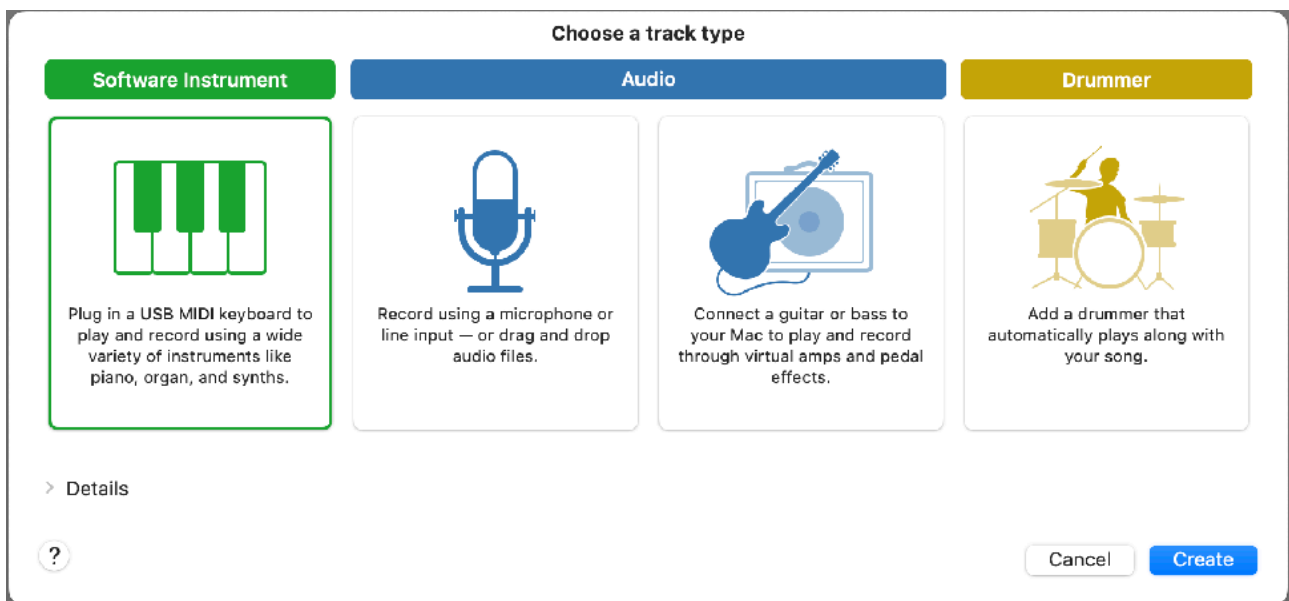 Choose a track type
Software Instrument
Audio
Drummer
Plug in a USB MIDI keyboard to
play and record using a wide
variety of instruments like
piano, organ, and synths.
Record using a microphone or
line input — or drag and drop
audio files.
Connect a guitar or bass to
your Mac to play and record
through virtual amps and pedal
effects.
Add a drummer that
automatically plays along with
your song.
Details
?
Cancel
Create